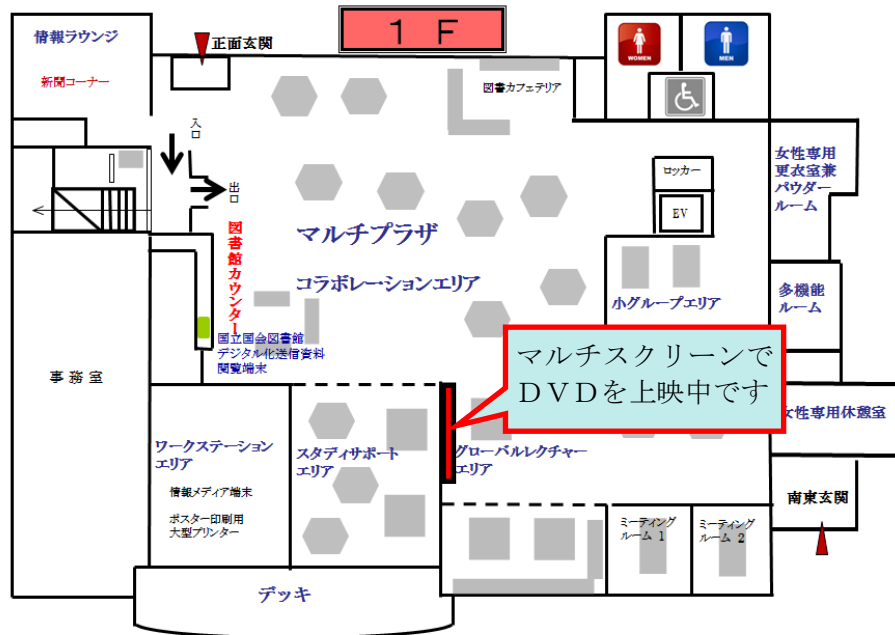 １Ｆ
情報ラウンジ
新聞コーナー
正面玄関
図書カフェテリア
WOMEN
MEN
入口
出口
女性専用
更衣室兼
パウダー
ルーム
ロッカー
EV
マルチプラザ
コラボレーションエリア
図書館カウンター
小グループエリア
多機能
ルーム
国立国会図書館
デジタル化送信資料
閲覧端末
マルチスクリーンで
ＤＶＤを上映中です
事務室
女性専用休憩室
ワークステーション
エリア
情報メディア端末
ポスター印刷用
大型プリンター
スタディサポート
エリア
グローバルレクチャー
エリア
南東玄関
ミーティング
ルーム 1
ミーティング
ルーム 2
デッキ